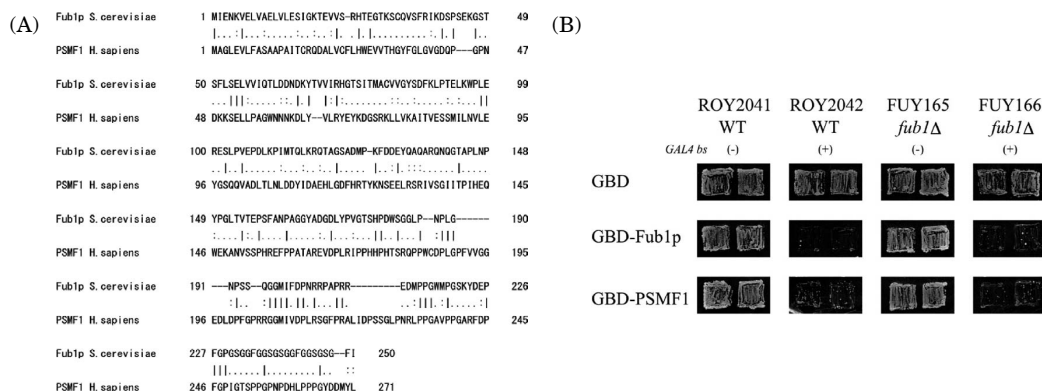 (A)
Fub1p S.cerevisiae 1 MIENKVELVAELVLESIGKTEVVS-RHTEGTKSCQVSFRIKDSPSEKGST 49
PSMF1 H.sapiens 1 MAGLEVLFASAAPAITCRQDALVCFLHWEVVTHGYFGLGVGDQP---GPN 47
Fub1p S.cerevisiae 50 SFLSELVVIQTLDDNDKYTVVIRHGTSITMACVVGYSDFKLPTELKWPLE 99
PSMF1 H.sapiens 48 DKKSELLPAGWNNNKDLY--VLRYEYKDGSRKLLVKAITVESSMILNVLE 95
Fub1p S.cerevisiae 100 RESLPVEPDLKPIMTQLKRQTAGSADMP-KFDDEYQAQARQNQGTAPLNP 148
PSMF1 H.sapiens 96 YGSQQVADLTLNLDDYIDAEHLGDFHRTYKNSEELRSRIVSGIITPIHEQ 145
Fub1p S.cerevisiae 149 YPGLTVTEPSFANPAGGYADGDLYPVGTSHPDWSGGLP--NPLG------ 190
PSMF1 H.sapiens 146 WEKANVSSPHREFPPATAREVDPLRIPPHHPHTSRQPPWCDPLGPFVVGG 195
Fub1p S.cerevisiae 191 ---NPSS--QGGMIFDPNRRPAPRR---------EDMPPGWMPGSKYDEP 226
PSMF1 H.sapiens 196 EDLDPFGPRRGGMIVDPLRSGFPRALIDPSSGLPNRLPPGAVPPGARFDP 245
Fub1p S.cerevisiae 227 FGPGSGGFGGSGSGGFGGSGSG--FI 250
PSMF1 H.sapiens 246 FGPIGTSPPGPNPDHLPPPGYDDMYL 271
(B)
ROY2041 ROY2042 FUY165 FUY166
WT WT fub1Δ fub1Δ
GAL4 bs (-) (+) (-) (+)
GBD
GBD-Fub1p
GBD-PSMF1